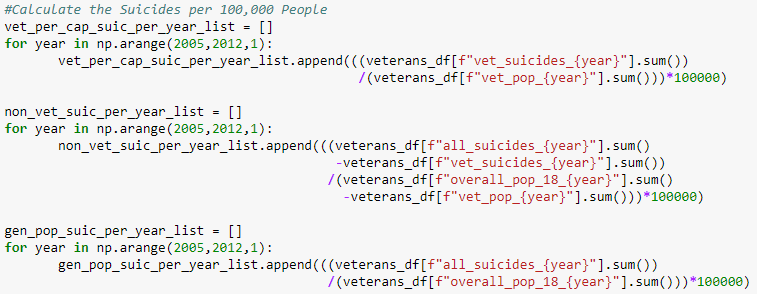 #Calculate the Suicides per 100,000 People
vet_per_cap_suic_per_year_list = []
for year in np.arange(2005,2012,1):
vet_per_cap_suic_per_year_list.append(((veterans_df[f"vet_suicides_{year}"].sum())
/(veterans_df[f"vet_pop_{year}"].sum()))*100000)
non_vet_suic_per_year_list = []
for year in np.arange(2005,2012,1):
non_vet_suic_per_year_list.append(((veterans_df[f"all_suicides_{year}"].sum()
-veterans_df[f"vet_suicides_{year}"].sum())
/(veterans_df[f"overall_pop_18_{year}"].sum()
-veterans_df[f"vet_pop_{year}"].sum()))*100000)
gen_pop_suic_per_year_list = []
for year in np.arange(2005,2012,1):
gen_pop_suic_per_year_list.append(((veterans_df[f"all_suicides_{year}"].sum())
/(veterans_df[f"overall_pop_18_{year}"].sum()))*100000)